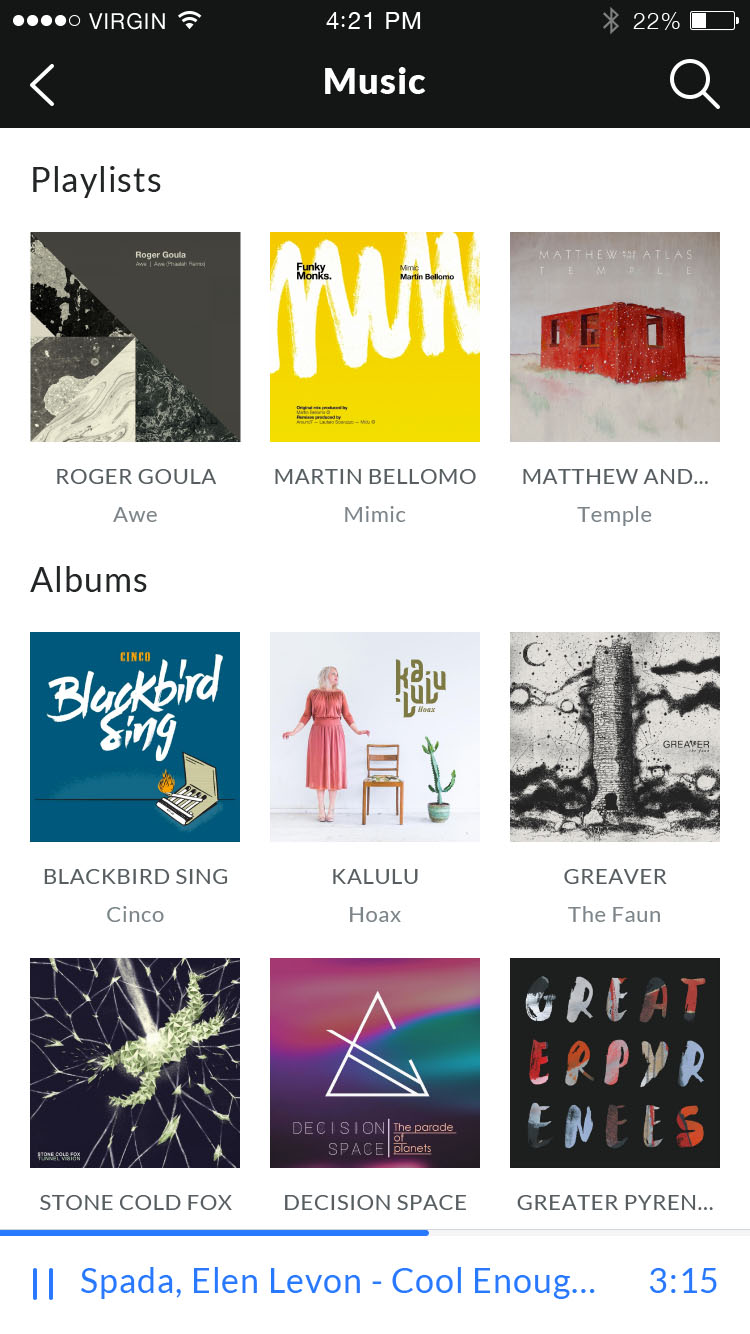 VIRGIN 4:21 PM 22%
Music
Playlists
Roger Goula
Awe | Awe (Phaeleh Remix)
Funky
Monks.
Mimic
Martin Bellomo
Original mix produced by
Martin Bellomo
Remixes produced by
MATTHEW AND THE ATLAS
TEMPLE
ROGER GOULA
MARTIN BELLOMO
MATTHEW AND...
Awe
Mimic
Temple
Albums
CINCO
Blackbird
Sing
kalulu
Hoax
GREAVER
the faun
BLACKBIRD SING
KALULU
GREAVER
Cinco
Hoax
The Faun
STONE COLD FOX
TUNNEL VISION
DECISION
SPACE
The parade
of
planets
GREAT
ERPYR
ENEES
STONE COLD FOX
DECISION SPACE
GREATER PYREN...
Spada, Elen Levon - Cool Enoug... 3:15